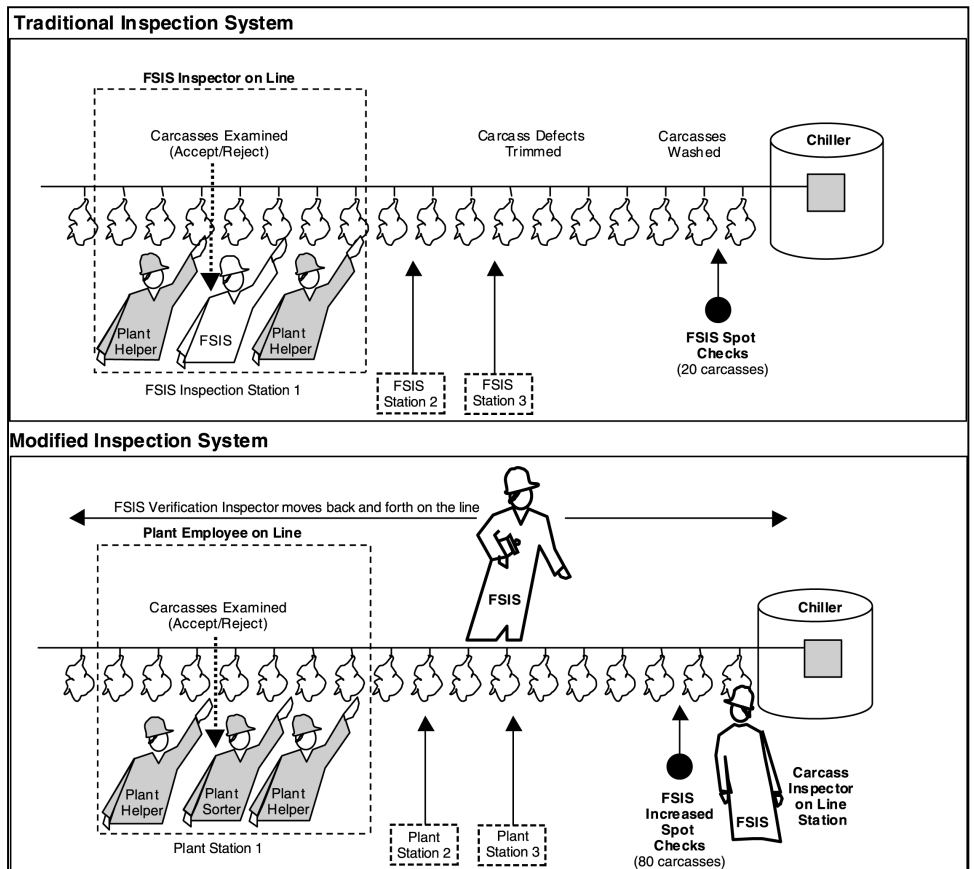 Traditional Inspection System
FSIS Inspector on Line
Carcasses Examined
(Accept/Reject)
Carcass Defects
Trimmed
Carcasses
Washed
Chiller
Plant
Helper
FSIS
Plant
Helper
FSIS Inspection Station 1
FSIS
Station 2
FSIS
Station 3
FSIS Spot
Checks
(20 carcasses)
Modified Inspection System
FSIS Verification Inspector moves back and forth on the line
Plant Employee on Line
Carcasses Examined
(Accept/Reject)
FSIS
Chiller
Plant
Helper
Plant
Sorter
Plant
Helper
Plant Station 1
Plant
Station 2
Plant
Station 3
FSIS
Increased
Spot
Checks
(80 carcasses)
FSIS
Carcass
Inspector
on Line
Station